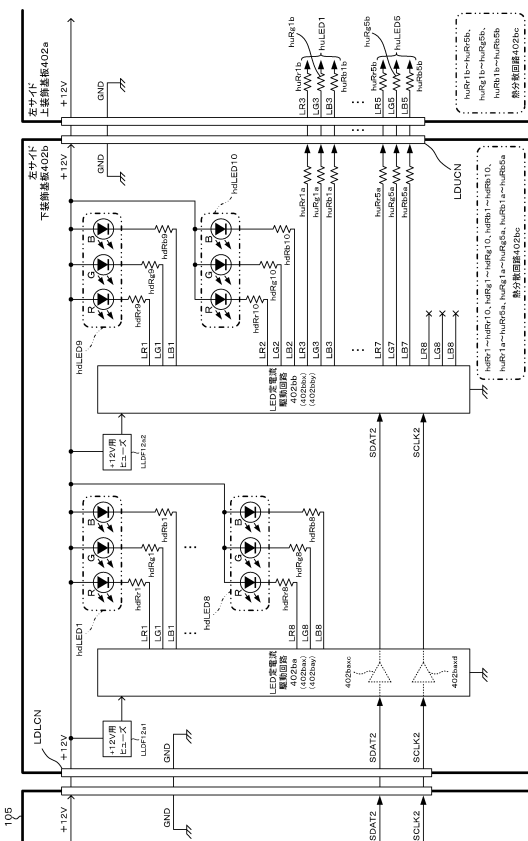 105
+12V
GND
SDAT2
SCLK2
LDLCN
+12V
GND
SDAT2
SCLK2
+12V用
ヒューズ
LLDF12a1
LED定電流
駆動回路
402ba
(402bax)
(402bay)
402baxc
402baxd
hdLED1
R
G
B
hdRr1
hdRg1
hdRb1
LR1
LG1
LB1
...
...
hdLED8
R
G
B
hdRr8
hdRg8
hdRb8
LR8
LG8
LB8
+12V用
ヒューズ
LLDF12a2
SDAT2
SCLK2
LED定電流
駆動回路
402bb
(402bbx)
(402bby)
hdLED9
R
G
B
hdRr9
hdRg9
hdRb9
LR1
LG1
LB1
hdLED10
R
G
B
hdRr10
hdRg10
hdRb10
LR2
LG2
LB2
LR3
LG3
LB3
...
LR7
LG7
LB7
LR8
LG8
LB8
huRr1a
huRg1a
huRb1a
...
huRr5a
huRg5a
huRb5a
左サイド
下装飾基板402b
+12V
GND
LDUCN
hdRr1~hdRr10、hdRg1~hdRg10、hdRb1~hdRb10、
huRr1a~huRr5a、huRg1a~huRg5a、huRb1a~huRb5a
熱分散回路402bc
左サイド
上装飾基板402a
+12V
GND
LR3
LG3
LB3
huRr1b
huRg1b
huRb1b
huLED1
...
...
LR5
LG5
LB5
huRr5b
huRg5b
huRb5b
huLED5
huRr1b~huRr5b、
huRg1b~huRg5b、
huRb1b~huRb5b
熱分散回路402bc